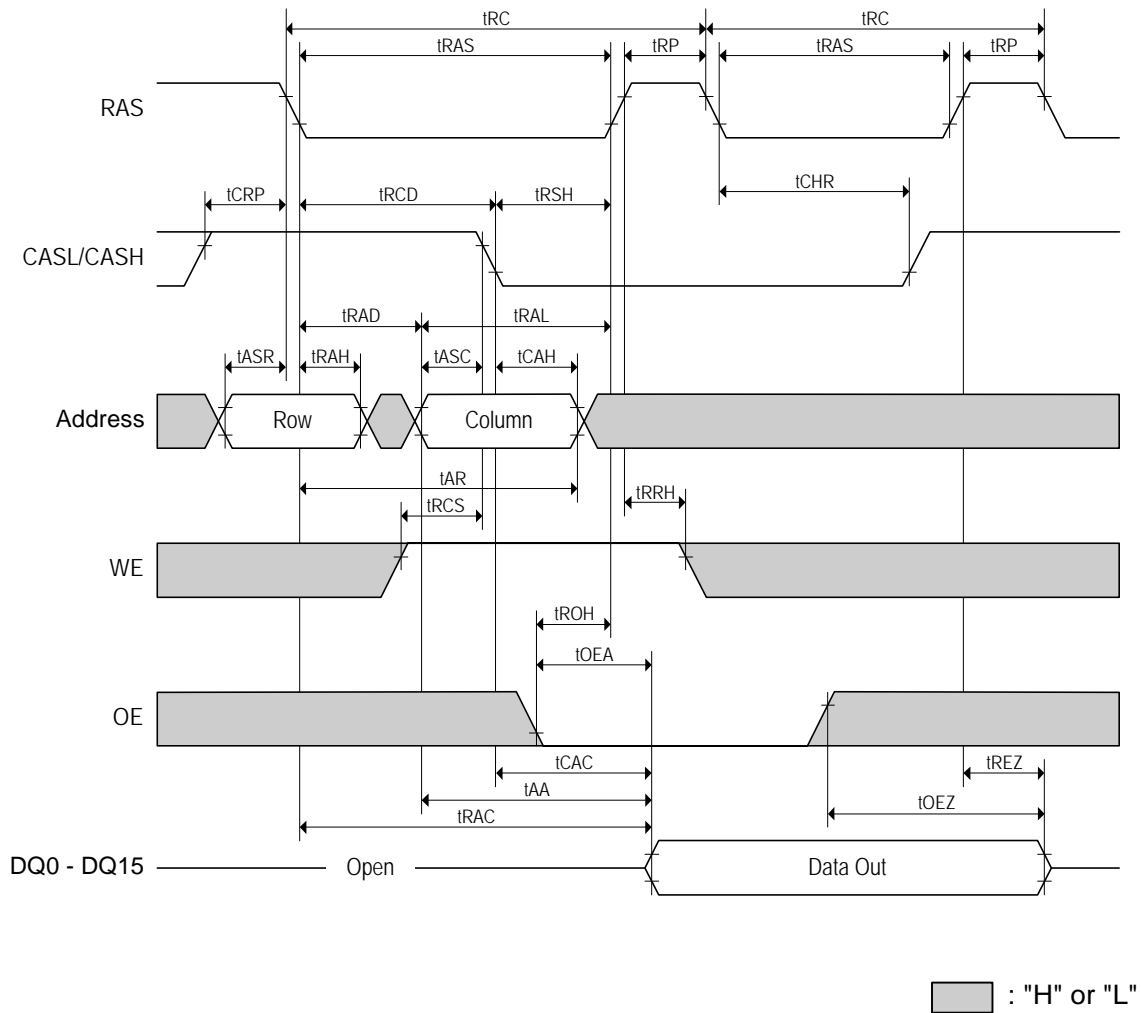 tRC tRC
tRAS tRP tRAS tRP
RAS
tCRP tRCD tRSH tCHR
CASL/CASH
tRAD tRAL
tASR tRAH tASC tCAH
Address Row Column
tAR
tRCS tRRH
WE
tROH
tOEA
OE
tCAC tREZ
tAA tOEZ
tRAC
DQ0 - DQ15 Open Data Out
: "H" or "L"